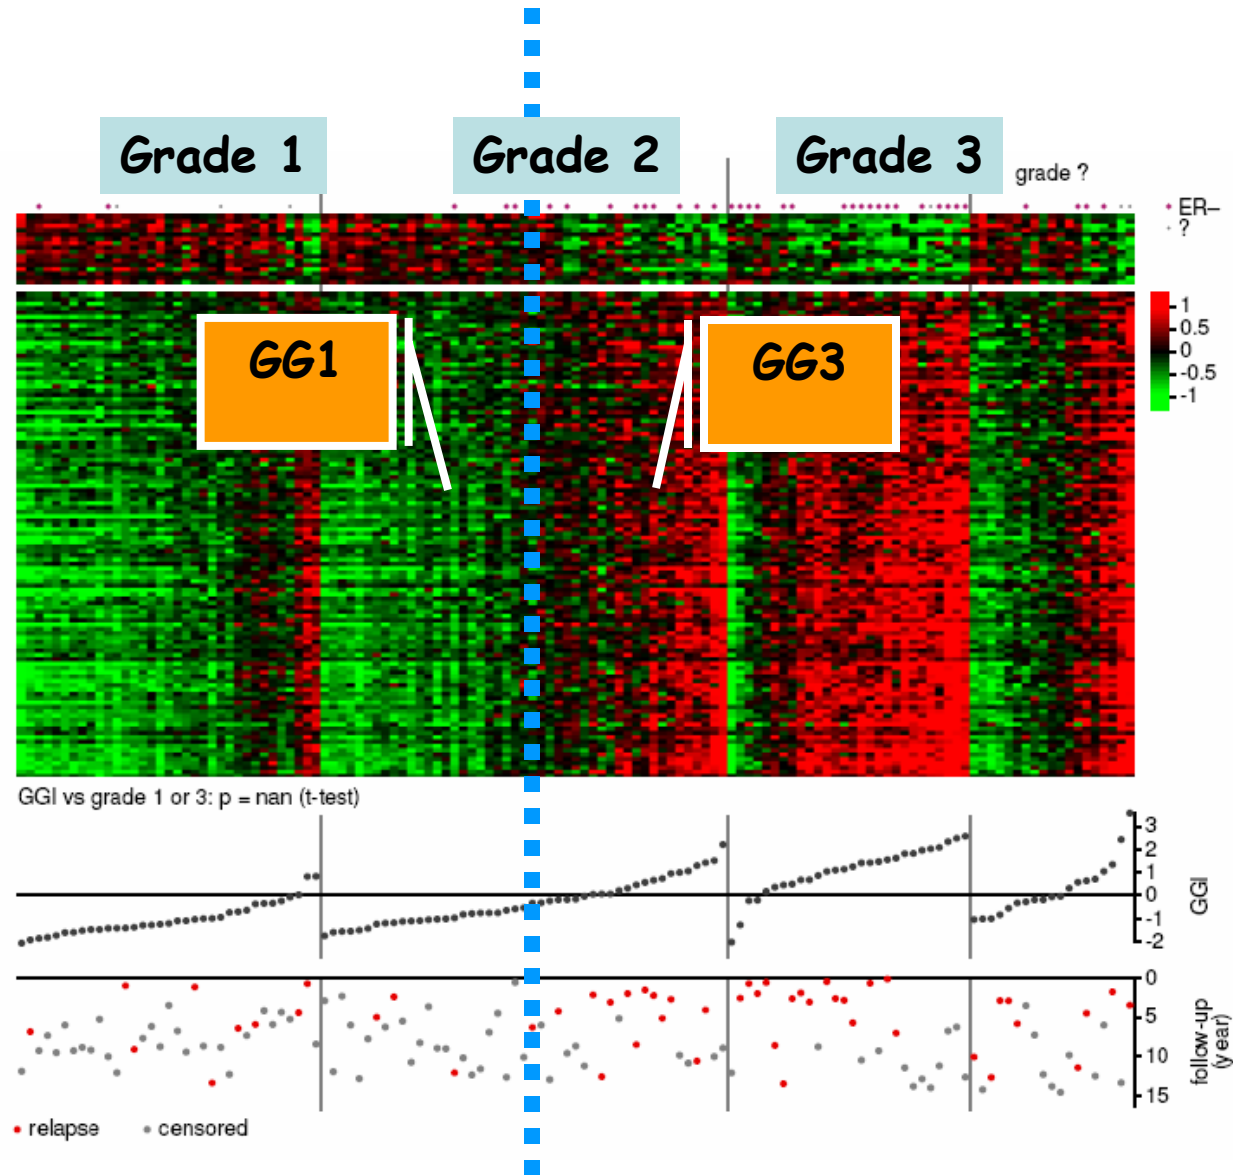 Grade 1
Grade 2
Grade 3
grade ?
ER–
?
GG1
GG3
1
0.5
0
-0.5
-1
GGI vs grade 1 or 3: p = nan (t-test)
3
2
1
0
-1
-2
GGI
0
5
10
15
follow-up
(year)
relapse
censored